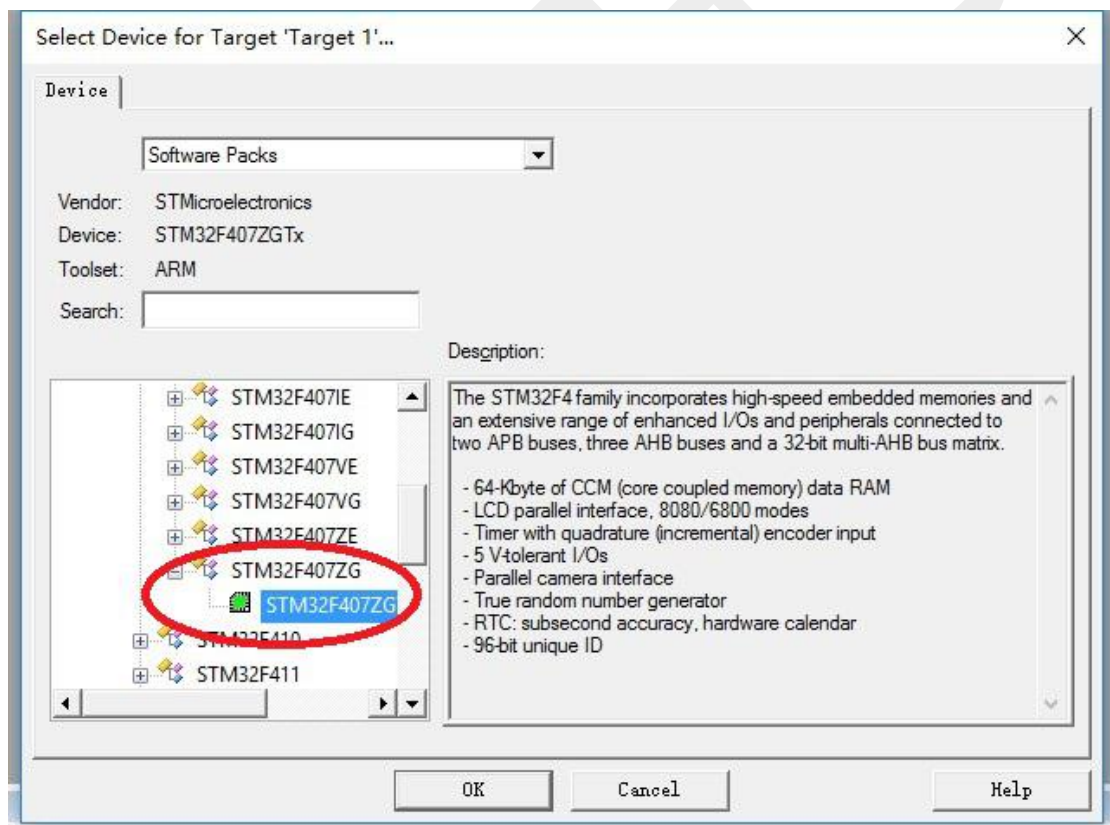 Select Device for Target 'Target 1'...
Device
Software Packs
Vendor: STMicroelectronics
Device: STM32F407ZGTx
Toolset: ARM
Search:
Description:
STM32F407IE
STM32F407IG
STM32F407VE
STM32F407VG
STM32F407ZE
STM32F407ZG
STM32F407ZG
STM32F410
STM32F411
The STM32F4 family incorporates high-speed embedded memories and
an extensive range of enhanced I/Os and peripherals connected to
two APB buses, three AHB buses and a 32-bit multi-AHB bus matrix.
- 64-Kbyte of CCM (core coupled memory) data RAM
- LCD parallel interface, 8080/6800 modes
- Timer with quadrature (incremental) encoder input
- 5 V-tolerant I/Os
- Parallel camera interface
- True random number generator
- RTC: subsecond accuracy, hardware calendar
- 96-bit unique ID
OK Cancel Help